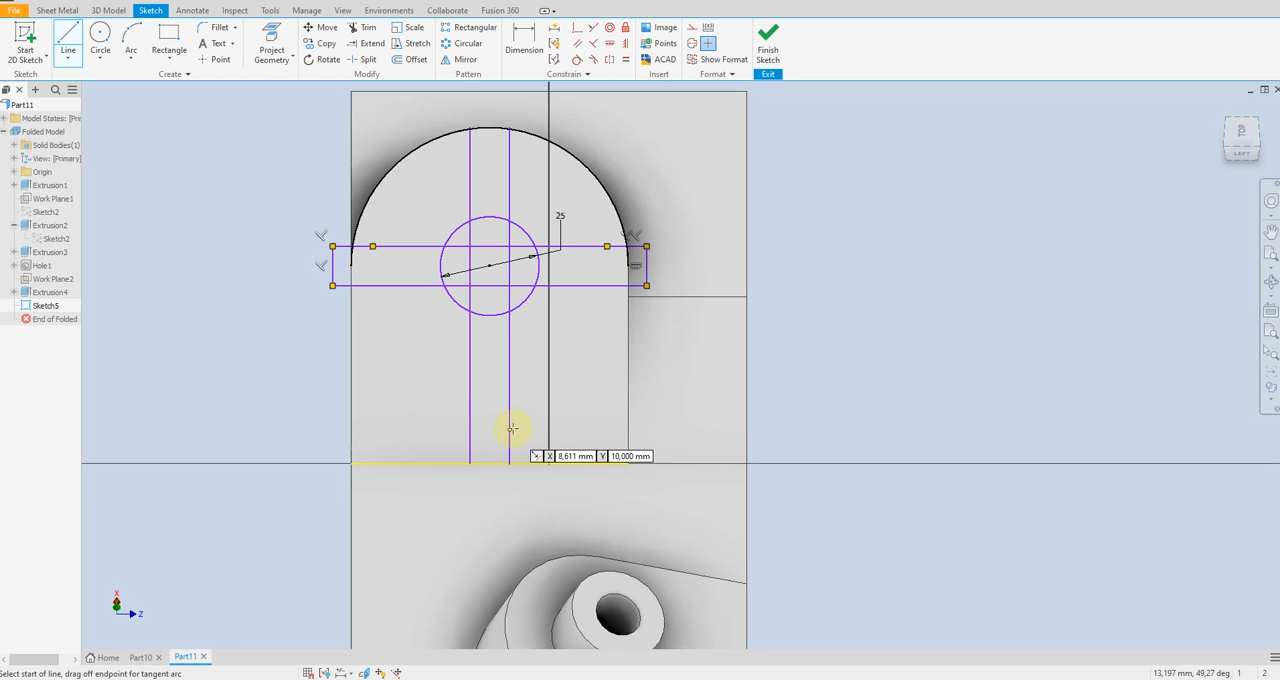 File Sheet Metal 3D Model Sketch Annotate Inspect Tools Manage View Environments Collaborate Fusion 360
Line Circle Arc Rectangle
Fillet
Text
Point
Move Trim Scale
Copy Extend Stretch
Rotate Split Offset
Rectangular
Circular
Mirror
Image
Points
ACAD
Show Format
Start
2D Sketch
Project
Geometry
Dimension
Finish
Sketch
Sketch Create Modify Pattern Constrain Insert Format Exit
Part11
Model States: [Pri
Folded Model
Solid Bodies(1)
View: [Primary]
Origin
Extrusion1
Work Plane1
Sketch2
Extrusion2
Sketch2
Extrusion3
Hole1
Work Plane2
Extrusion4
Sketch5
End of Folded
TOP
LEFT
25
X 8,611 mm Y 10,000 mm
X
Z
Home Part10 Part11
Select start of line, drag off endpoint for tangent arc
13,197 mm, 49,27 deg 1 2